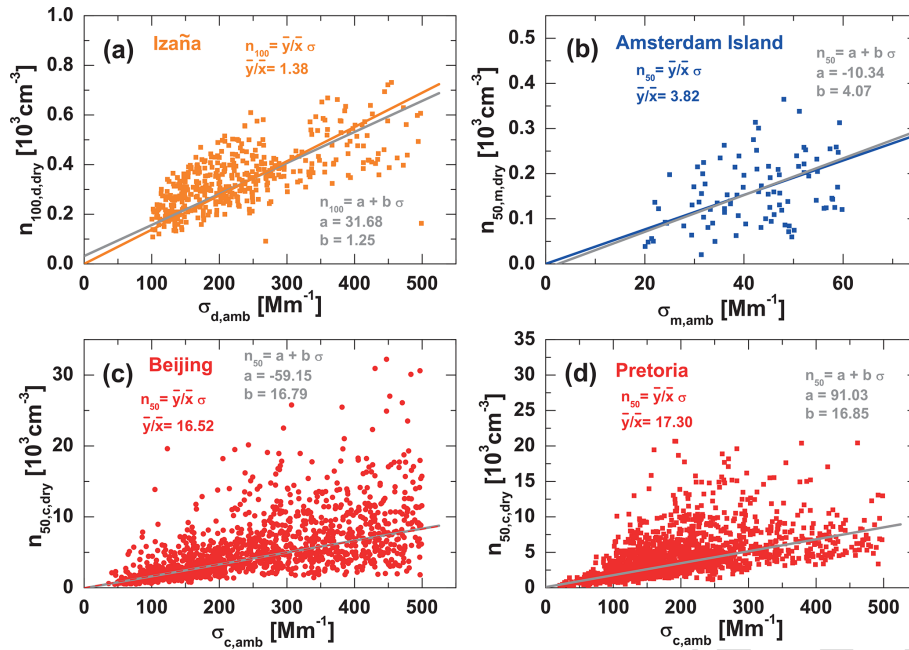 (a)
Izaña
n100 = y̅/x̅ σ
y̅/x̅ = 1.38
n100 = a + b σ
a = 31.68
b = 1.25
n100,d,dry [10³cm⁻³]
1.0
0.8
0.6
0.4
0.2
0.0
0 100 200 300 400 500
σd,amb [Mm⁻¹]
(b)
Amsterdam Island
n50 = y̅/x̅ σ
y̅/x̅ = 3.82
n50 = a + b σ
a = -10.34
b = 4.07
n50,m,dry [10³cm⁻³]
0.5
0.4
0.3
0.2
0.1
0.0
0 20 40 60
σm,amb [Mm⁻¹]
(c)
Beijing
n50 = y̅/x̅ σ
y̅/x̅ = 16.52
n50 = a + b σ
a = -59.15
b = 16.79
n50,c,dry [10³cm⁻³]
30
20
10
5
0
0 100 200 300 400 500
σc,amb [Mm⁻¹]
(d)
Pretoria
n50 = y̅/x̅ σ
y̅/x̅ = 17.30
n50 = a + b σ
a = 91.03
b = 16.85
n50,c,dry [10³cm⁻³]
35
30
25
20
15
10
5
0
0 100 200 300 400 500
σc,amb [Mm⁻¹]